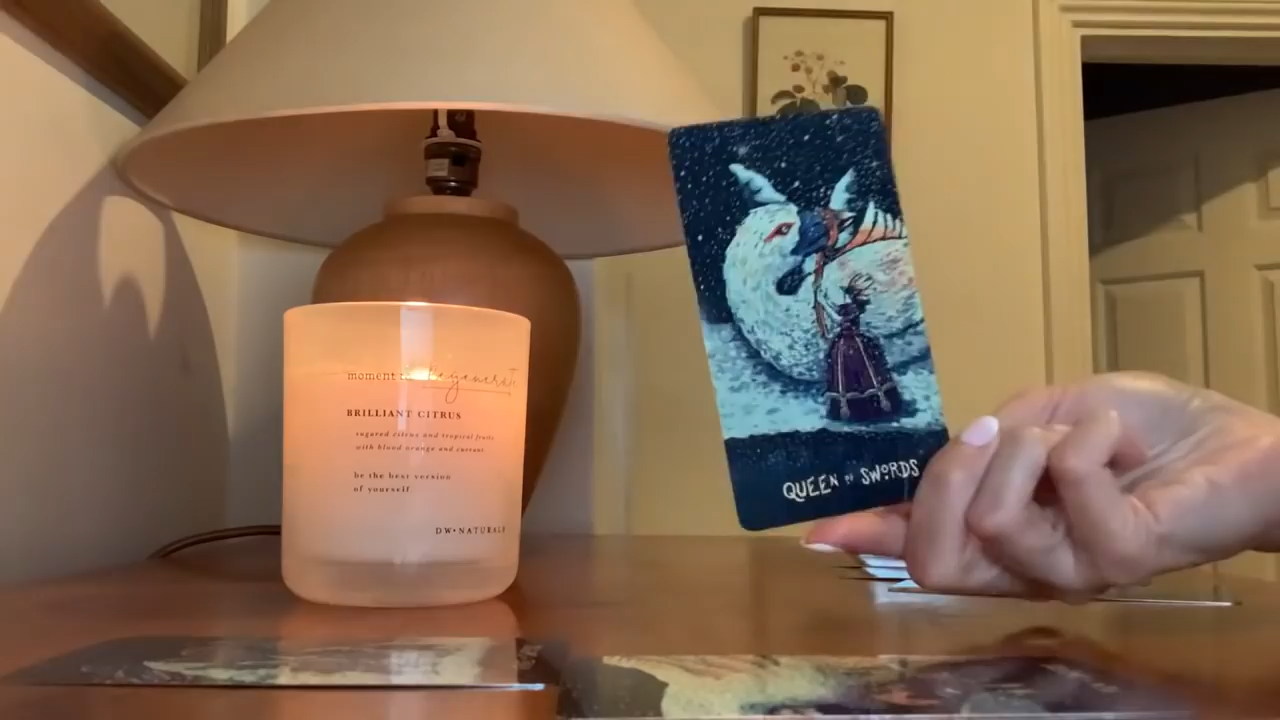 moment to Regenerate
BRILLIANT CITRUS
sugared citrus and tropical fruits
with blood orange and currant
be the best version
of yourself
DW•NATURALS
QUEEN OF SWORDS